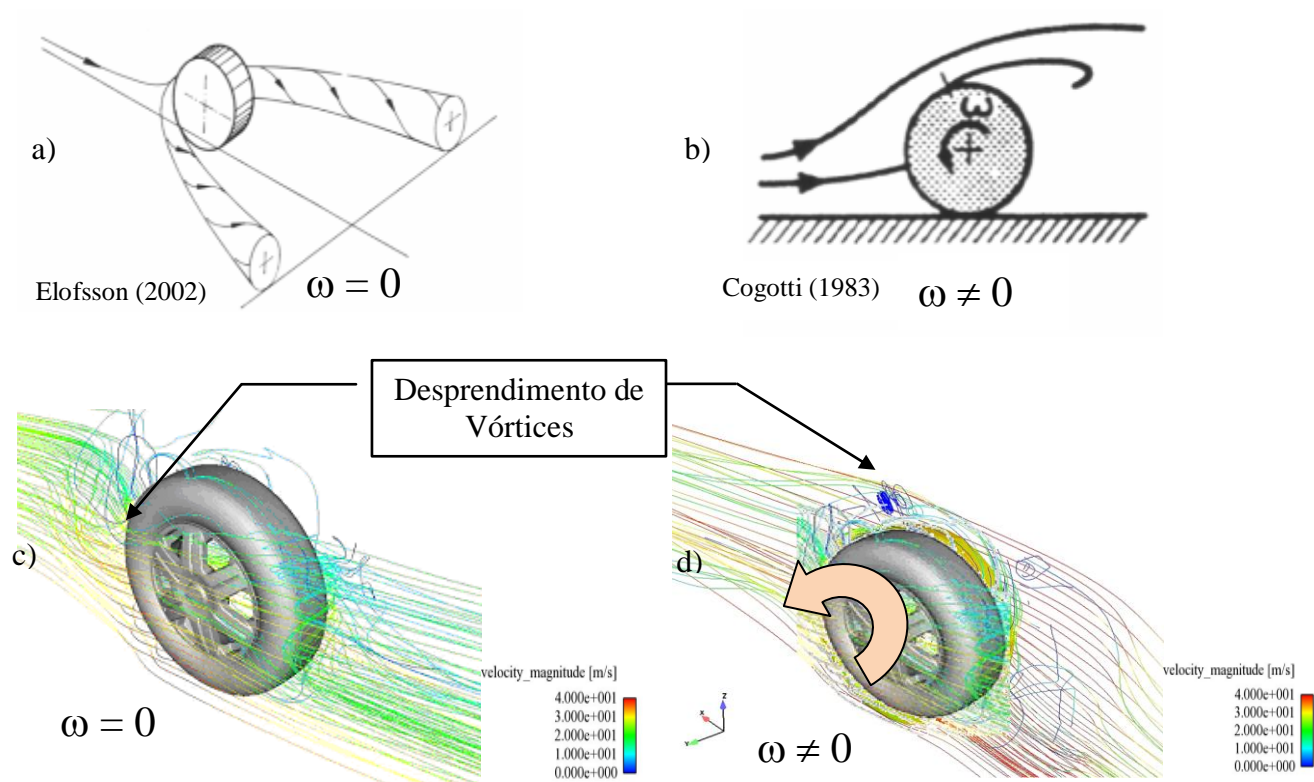 a)
Elofsson (2002)
ω = 0
b)
ω
Cogotti (1983)
ω ≠ 0
Desprendimento de
Vórtices
c)
ω = 0
velocity_magnitude [m/s]
4.000e+001
3.000e+001
2.000e+001
1.000e+001
0.000e+000
d)
z
x
Y
ω ≠ 0
velocity_magnitude [m/s]
4.000e+001
3.000e+001
2.000e+001
1.000e+001
0.000e+000